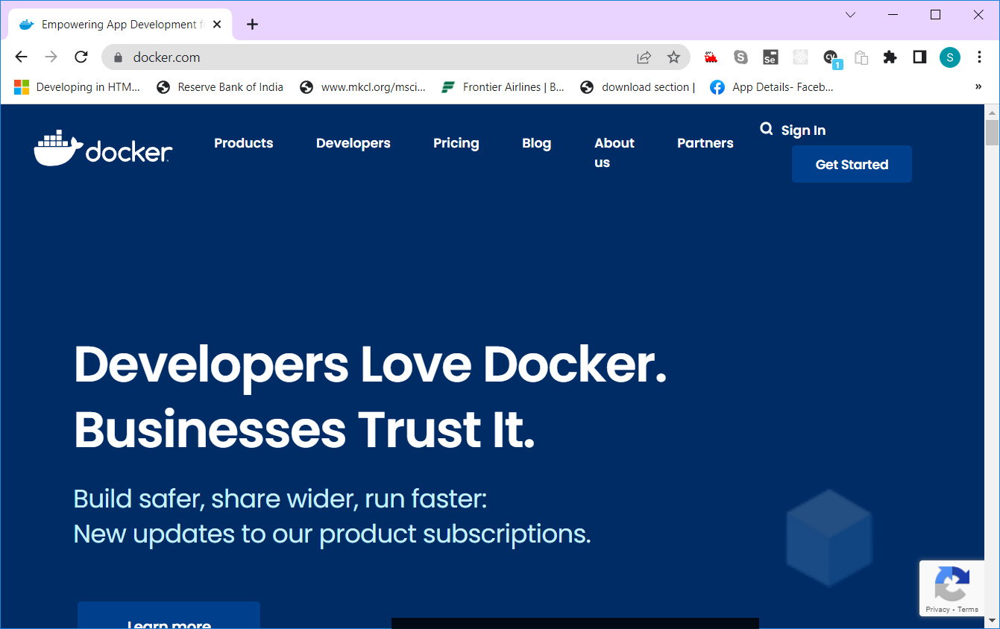 Empowering App Development f
docker.com
Se
cy
1
S
Developing in HTM...
Reserve Bank of India
www.mkcl.org/msci...
Frontier Airlines | B...
download section |
App Details- Faceb...
»
docker
Products
Developers
Pricing
Blog
About
us
Partners
Sign In
Get Started
Developers Love Docker.
Businesses Trust It.
Build safer, share wider, run faster:
New updates to our product subscriptions.
Learn more
Privacy - Terms